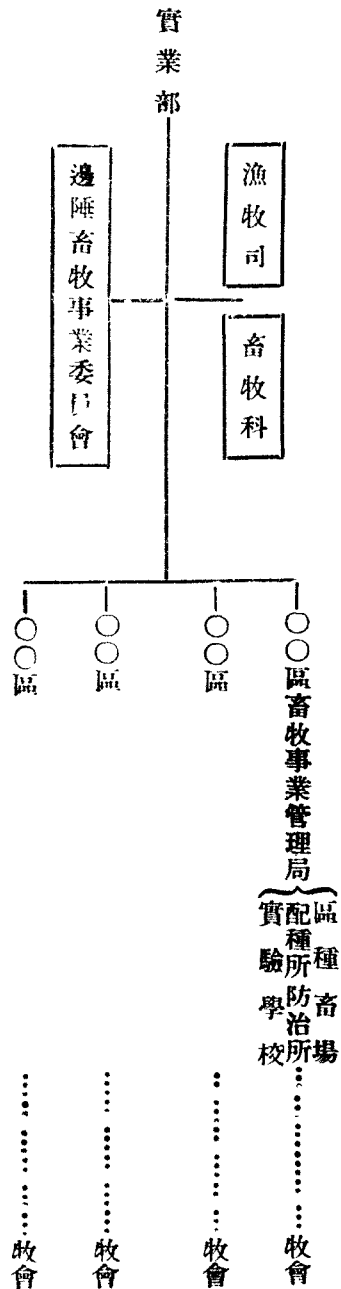 實業部
漁牧司
畜牧科
邊陲畜牧事業委員會
〇〇區畜牧事業管理局
區種畜場
配種所防治所
實驗學校
牧會
〇〇區
牧會
〇〇區
牧會
〇〇區
牧會